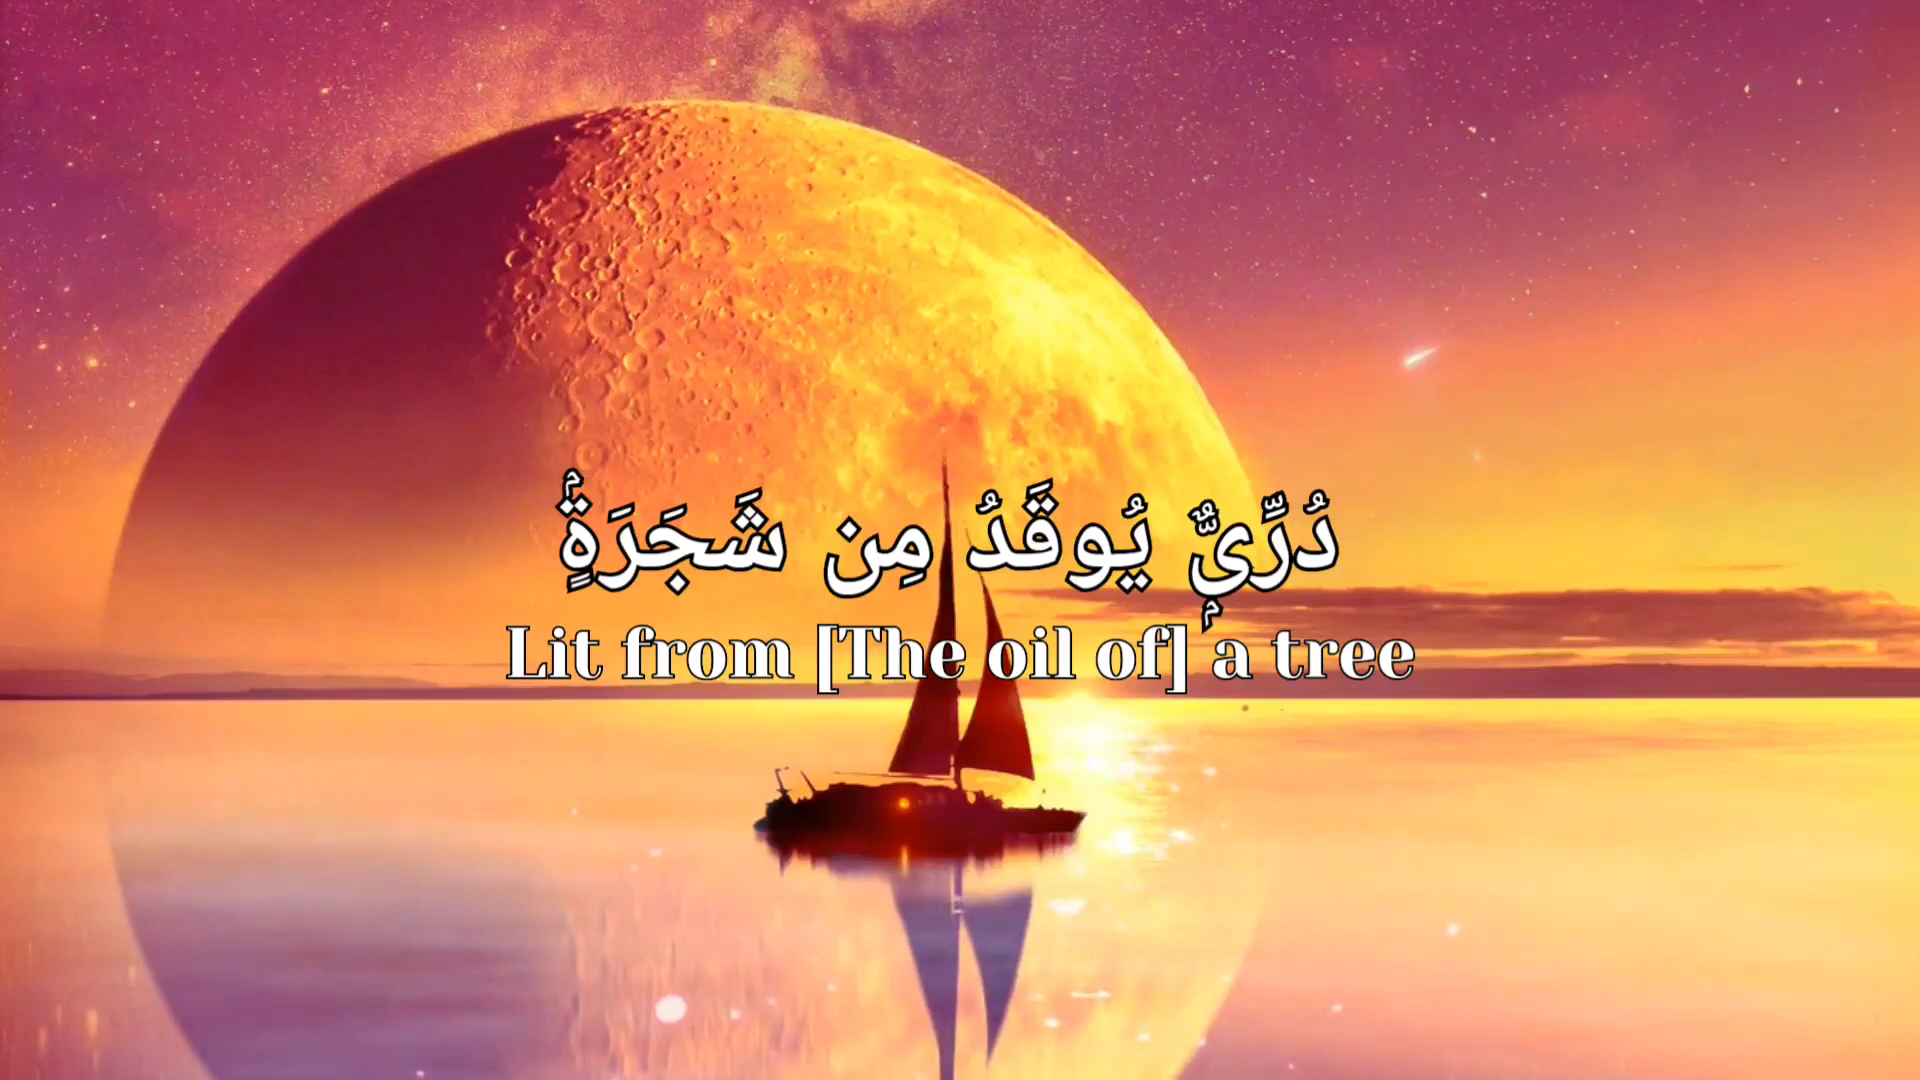 دُرِّىٌّۭ يُوقَدُ مِن شَجَرَةٍۢ
Lit from [The oil of] a tree